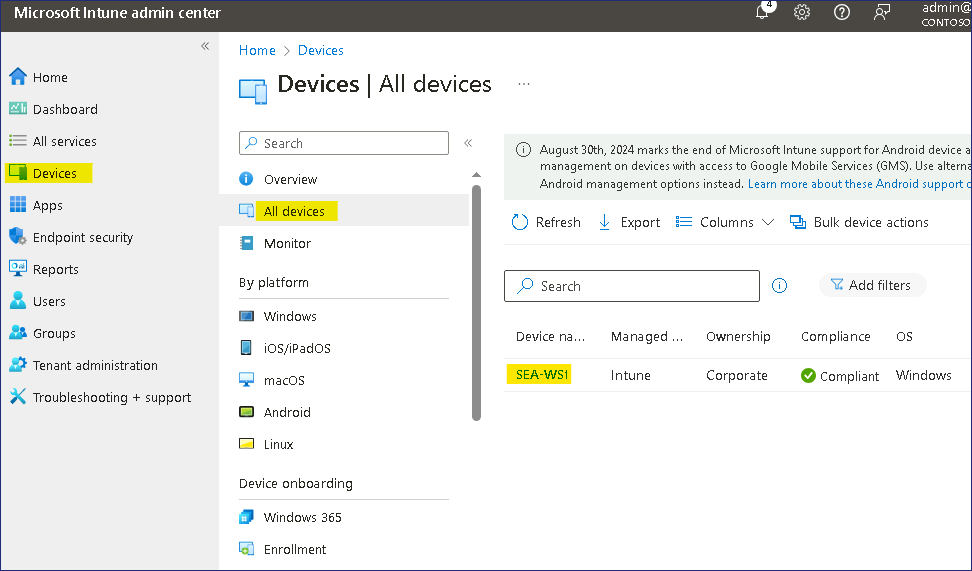 Microsoft Intune admin center
4
admin@
CONTOSO
«
Home
Dashboard
All services
Devices
Apps
Endpoint security
Reports
Users
Groups
Tenant administration
Troubleshooting + support
Home > Devices
Devices | All devices ...
Search
«
Overview
All devices
Monitor
By platform
Windows
iOS/iPadOS
macOS
Android
Linux
Device onboarding
Windows 365
Enrollment
August 30th, 2024 marks the end of Microsoft Intune support for Android device a
management on devices with access to Google Mobile Services (GMS). Use alterna
Android management options instead. Learn more about these Android support c
Refresh Export Columns Bulk device actions
Search Add filters
Device na... Managed ... Ownership Compliance OS
SEA-WS1 Intune Corporate Compliant Windows